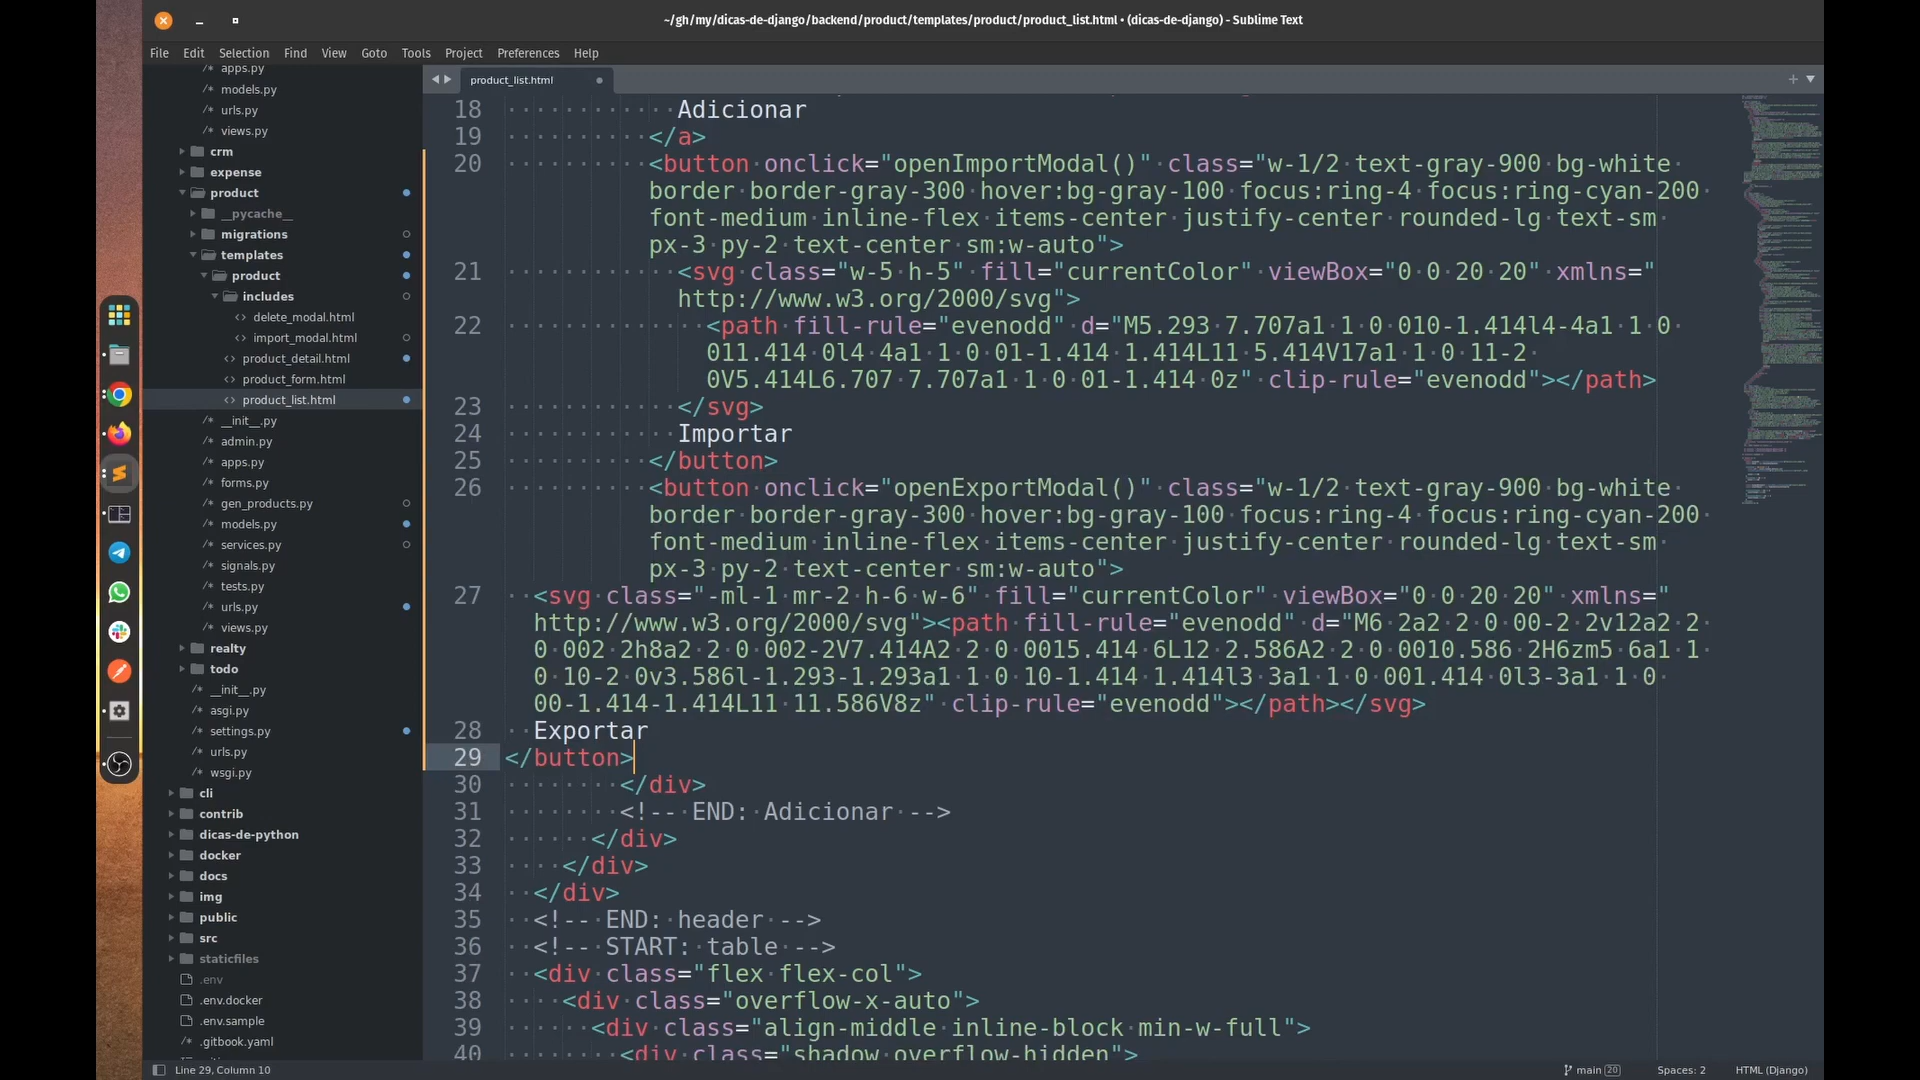 ~/gh/my/dicas-de-django/backend/product/templates/product/product_list.html • (dicas-de-django) - Sublime Text
File Edit Selection Find View Goto Tools Project Preferences Help
apps.py
models.py
urls.py
views.py
crm
expense
product
__pycache__
migrations
templates
product
includes
delete_modal.html
import_modal.html
product_detail.html
product_form.html
product_list.html
__init__.py
admin.py
apps.py
forms.py
gen_products.py
models.py
services.py
signals.py
tests.py
urls.py
views.py
realty
todo
__init__.py
asgi.py
settings.py
urls.py
wsgi.py
cli
contrib
dicas-de-python
docker
docs
img
public
src
staticfiles
.env
.env.docker
.env.sample
.gitbook.yaml
product_list.html
18 Adicionar
19 </a>
20 <button onclick="openImportModal()" class="w-1/2 text-gray-900 bg-white
border border-gray-300 hover:bg-gray-100 focus:ring-4 focus:ring-cyan-200
font-medium inline-flex items-center justify-center rounded-lg text-sm
px-3 py-2 text-center sm:w-auto">
21 <svg class="w-5 h-5" fill="currentColor" viewBox="0 0 20 20" xmlns="
http://www.w3.org/2000/svg">
22 <path fill-rule="evenodd" d="M5.293 7.707a1 1 0 010-1.414l4-4a1 1 0
011.414 0l4 4a1 1 0 01-1.414 1.414L11 5.414V17a1 1 0 11-2
0V5.414L6.707 7.707a1 1 0 01-1.414 0z" clip-rule="evenodd"></path>
23 </svg>
24 Importar
25 </button>
26 <button onclick="openExportModal()" class="w-1/2 text-gray-900 bg-white
border border-gray-300 hover:bg-gray-100 focus:ring-4 focus:ring-cyan-200
font-medium inline-flex items-center justify-center rounded-lg text-sm
px-3 py-2 text-center sm:w-auto">
27 <svg class="-ml-1 mr-2 h-6 w-6" fill="currentColor" viewBox="0 0 20 20" xmlns="
http://www.w3.org/2000/svg"><path fill-rule="evenodd" d="M6 2a2 2 0 00-2 2v12a2 2
0 002 2h8a2 2 0 002-2V7.414A2 2 0 0015.414 6L12 2.586A2 2 0 0010.586 2H6zm5 6a1 1
0 10-2 0v3.586l-1.293-1.293a1 1 0 10-1.414 1.414l3 3a1 1 0 001.414 0l3-3a1 1 0
00-1.414-1.414L11 11.586V8z" clip-rule="evenodd"></path></svg>
28 Exportar
29 </button>
30 </div>
31 <!-- END: Adicionar -->
32 </div>
33 </div>
34 </div>
35 <!-- END: header -->
36 <!-- START: table -->
37 <div class="flex flex-col">
38 <div class="overflow-x-auto">
39 <div class="align-middle inline-block min-w-full">
40 <div class="shadow overflow-hidden">
Line 29, Column 10
main 20
Spaces: 2
HTML (Django)